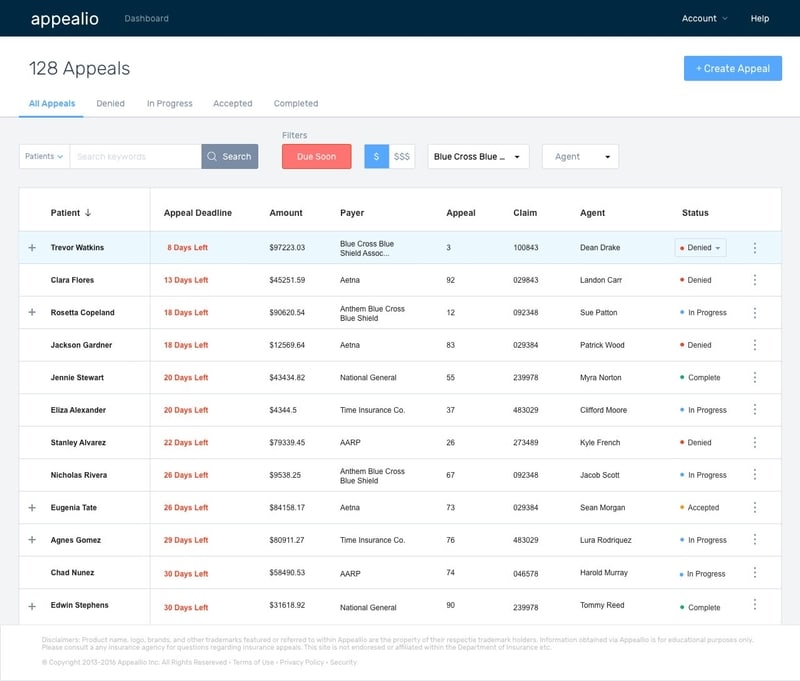 appealio Dashboard Account Help
128 Appeals + Create Appeal
All Appeals Denied In Progress Accepted Completed
Filters
Patients Search keywords Search Due Soon $ $$$ Blue Cross Blue ... Agent
Patient ↓ Appeal Deadline Amount Payer Appeal Claim Agent Status
+ Trevor Watkins 8 Days Left $97223.03 Blue Cross Blue Shield Assoc... 3 100843 Dean Drake Denied
Clara Flores 13 Days Left $45251.59 Aetna 92 029843 Landon Carr Denied
+ Rosetta Copeland 18 Days Left $90620.54 Anthem Blue Cross Blue Shield 12 092348 Sue Patton In Progress
Jackson Gardner 18 Days Left $12569.64 Aetna 83 029384 Patrick Wood Denied
Jennie Stewart 20 Days Left $43434.82 National General 55 239978 Myra Norton Complete
Eliza Alexander 20 Days Left $4344.5 Time Insurance Co. 37 483029 Clifford Moore In Progress
Stanley Alvarez 22 Days Left $79339.45 AARP 26 273489 Kyle French Denied
Nicholas Rivera 26 Days Left $9538.25 Anthem Blue Cross Blue Shield 67 092348 Jacob Scott In Progress
+ Eugenia Tate 26 Days Left $84158.17 Aetna 73 029384 Sean Morgan Accepted
+ Agnes Gomez 29 Days Left $80911.27 Time Insurance Co. 76 483029 Lura Rodriquez In Progress
Chad Nunez 30 Days Left $58490.53 AARP 74 046578 Harold Murray In Progress
+ Edwin Stephens 30 Days Left $31618.92 National General 90 239978 Tommy Reed Complete
Disclaimers: Product name, logo, brands, and other trademarks featured or referred to within Appeallio are the property of their respectie trademark holders. Information obtained via Appeallio is for educational purposes only.
Please consult a any insurance agency for questions regarding insurance appeals. This site is not endoresed or affiliated within the Department of Insurance etc.
© Copyright 2013-2016 Appeallio Inc. All Rights Resereved • Terms of Use • Privacy Policy • Security